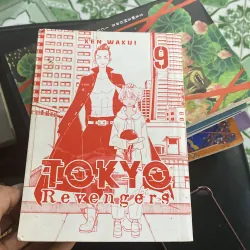 KEN WAKUI
9
TOKYO
Revengers